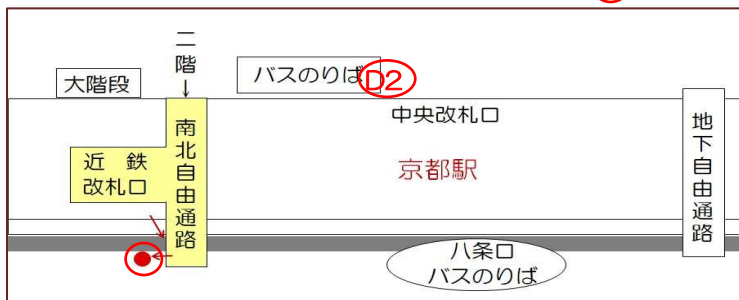 二階↓
大階段
バスのりばD2
中央改札口
南北自由通路
近鉄
改札口
京都駅
地下自由通路
八条口
バスのりば